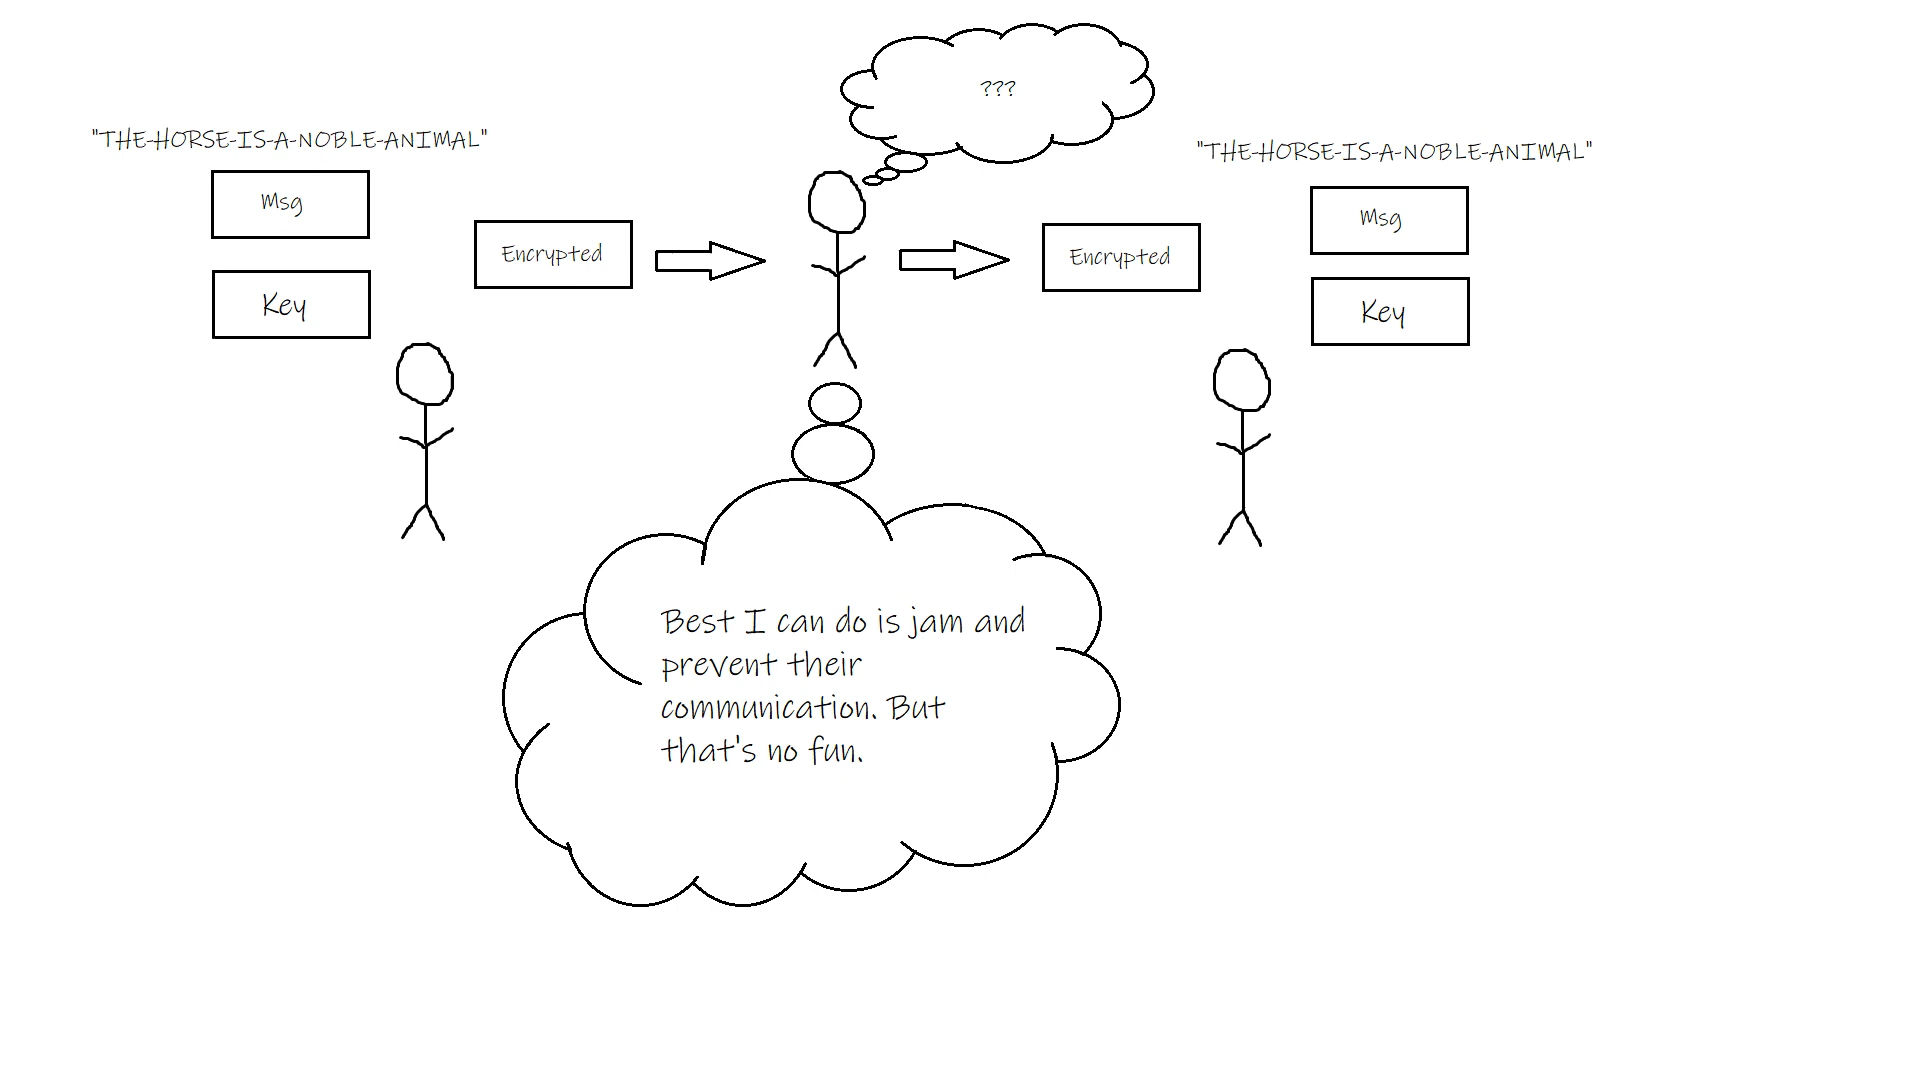 ???
"THE-HORSE-IS-A-NOBLE-ANIMAL"
Msg
Key
Encrypted
Encrypted
"THE-HORSE-IS-A-NOBLE-ANIMAL"
Msg
Key
Best I can do is jam and
prevent their
communication. But
that's no fun.